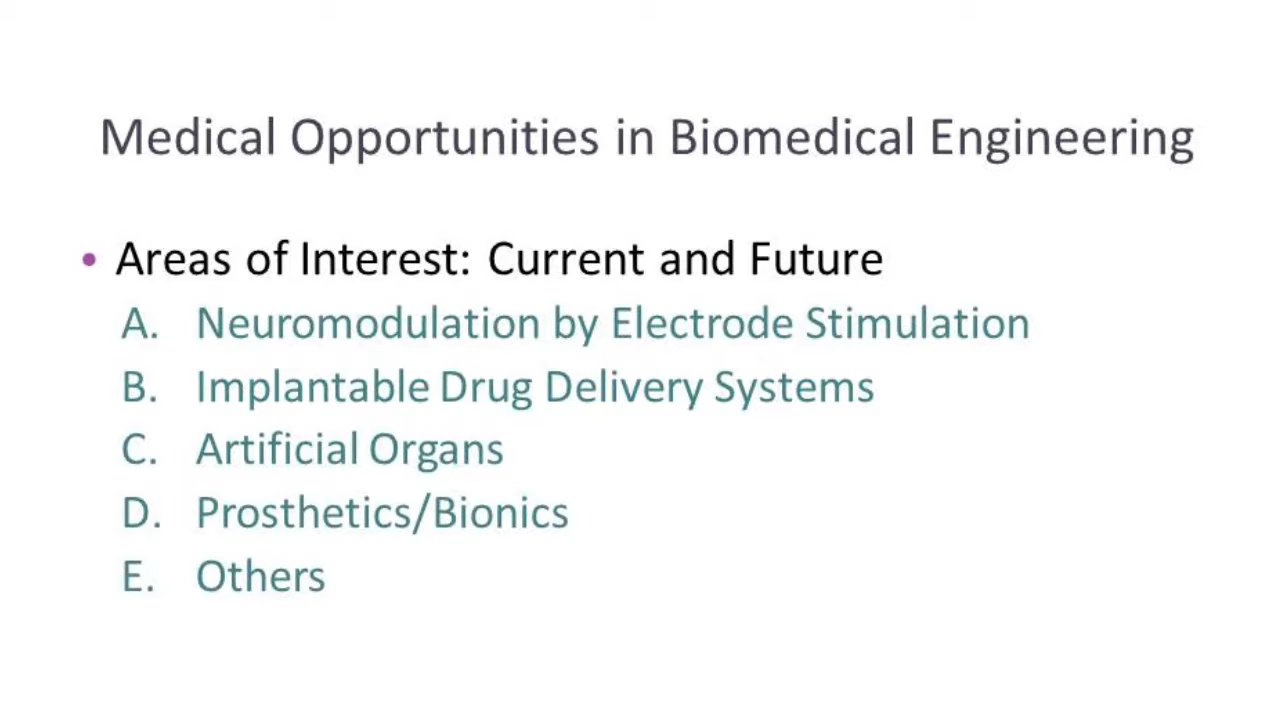 Medical Opportunities in Biomedical Engineering
• Areas of Interest: Current and Future
A. Neuromodulation by Electrode Stimulation
B. Implantable Drug Delivery Systems
C. Artificial Organs
D. Prosthetics/Bionics
E. Others